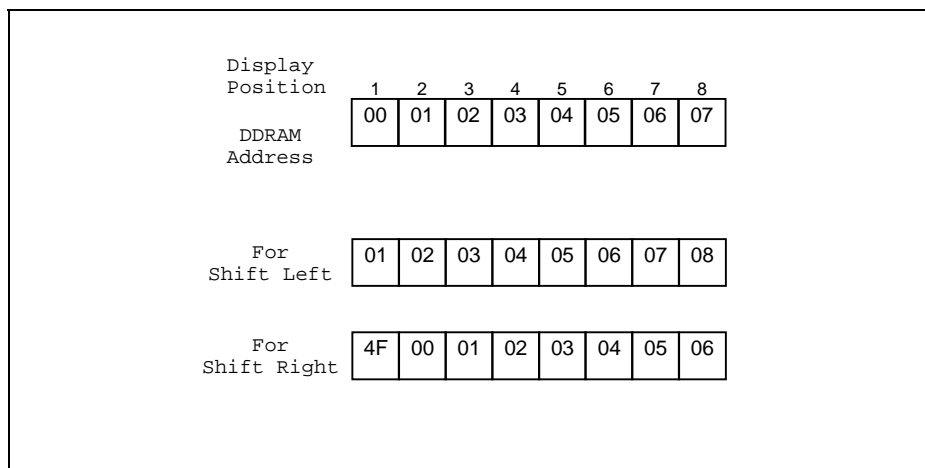 Display
Position 1 2 3 4 5 6 7 8
00 01 02 03 04 05 06 07
DDRAM
Address
For
Shift Left 01 02 03 04 05 06 07 08
For
Shift Right 4F 00 01 02 03 04 05 06